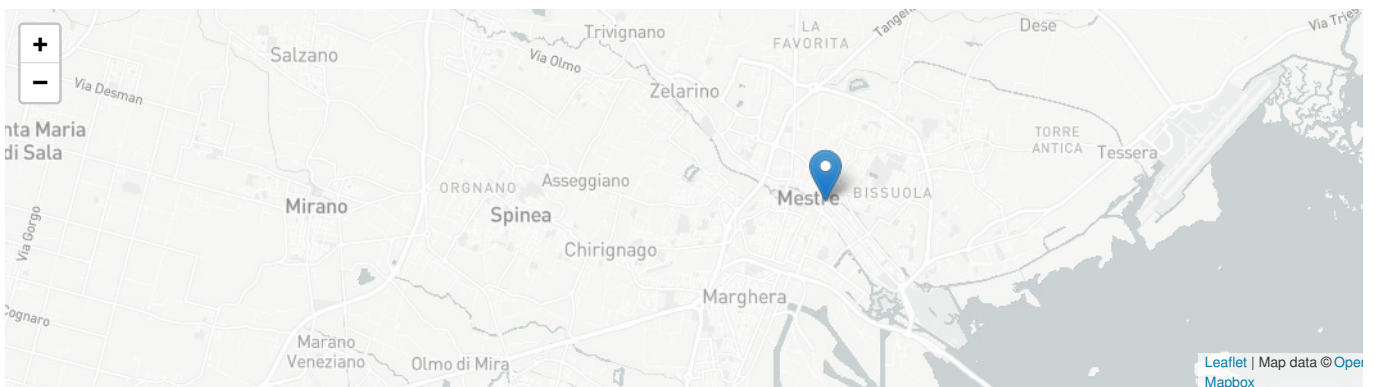 +
−
Trivignano
LA
FAVORITA
Tangen
Dese
Via Tries
Salzano
Via Olmo
Via Desman
Zelarino
nta Maria
di Sala
TORRE
ANTICA
Tessera
ORGNANO
Asseggiano
Mestre
BISSUOLA
Mirano
Spinea
Via Gorgo
Chirignago
Marghera
Cognaro
Marano
Veneziano
Olmo di Mira
Leaflet | Map data © Oper
Mapbox